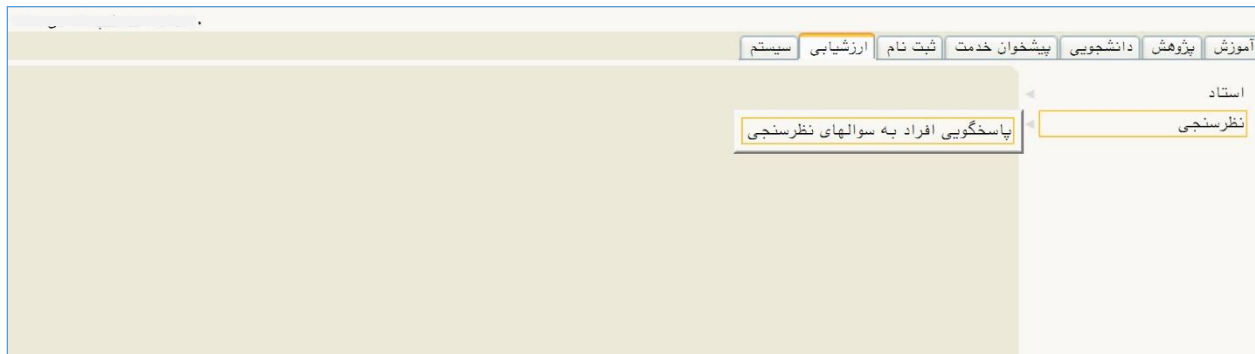 آموزش پژوهش دانشجویی پیشخوان خدمت ثبت نام ارزشیابی سیستم
استاد
نظرسنجی
پاسخگویی افراد به سوالهای نظرسنجی